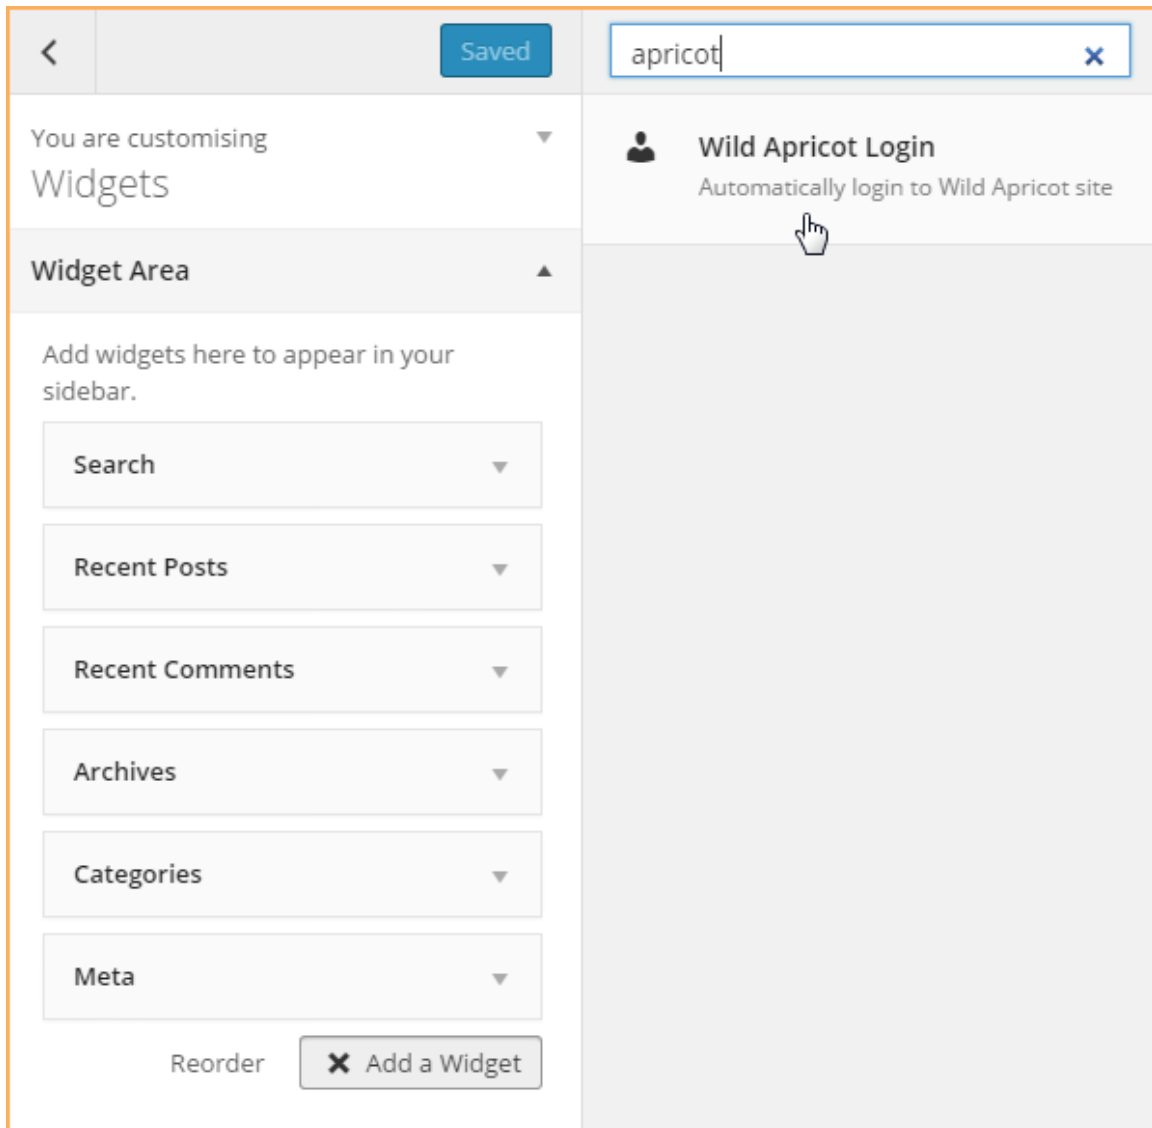 Saved
You are customising
Widgets
Widget Area
Add widgets here to appear in your
sidebar.
Search
Recent Posts
Recent Comments
Archives
Categories
Meta
Reorder
Add a Widget
apricot
Wild Apricot Login
Automatically login to Wild Apricot site